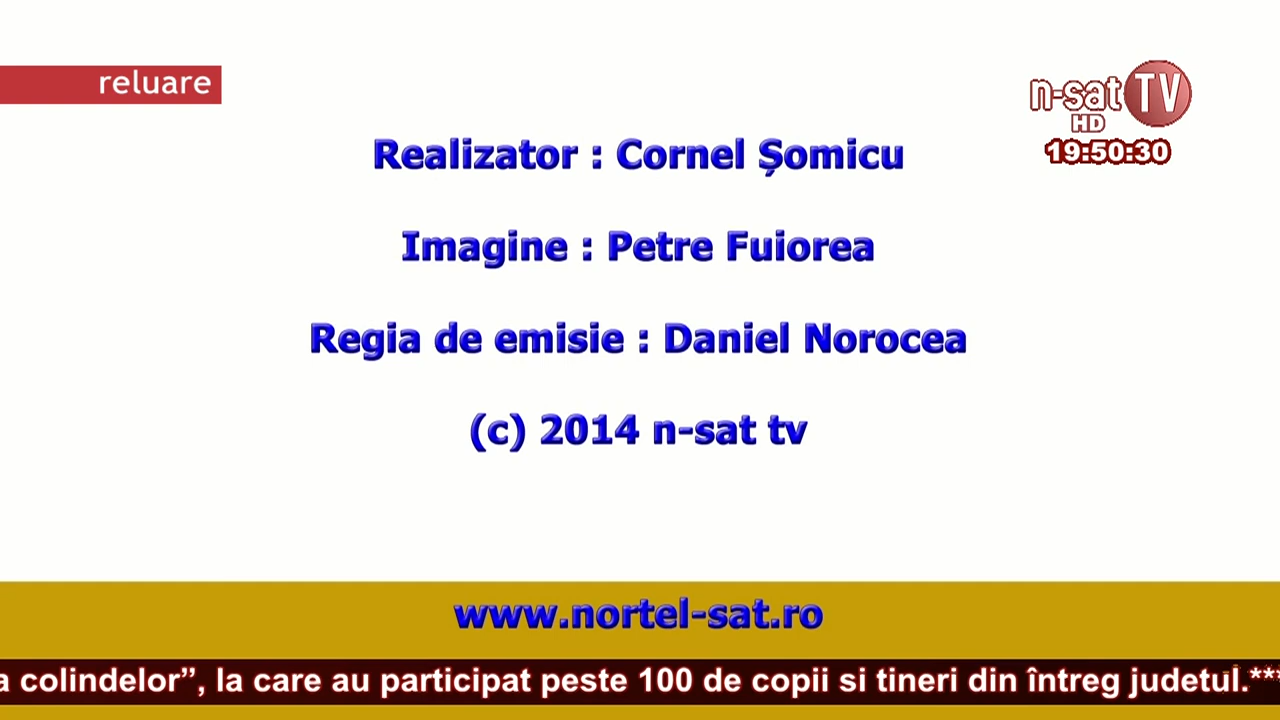 reluare
n-sat TV
HD
19:50:30
Realizator : Cornel Șomicu
Imagine : Petre Fuiorea
Regia de emisie : Daniel Norocea
(c) 2014 n-sat tv
www.nortel-sat.ro
a colindelor”, la care au participat peste 100 de copii si tineri din întreg judetul.***